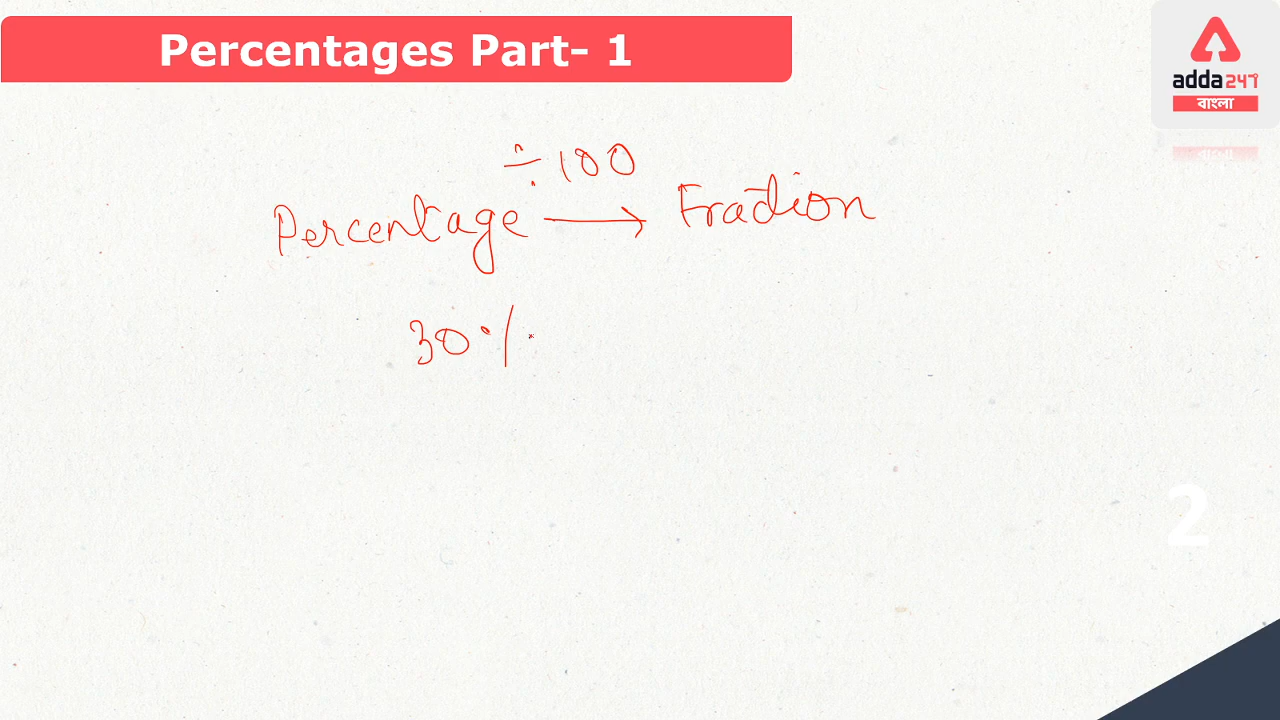 Percentages Part- 1
adda247
বাংলা
÷100
Percentage → Fraction
30%
2